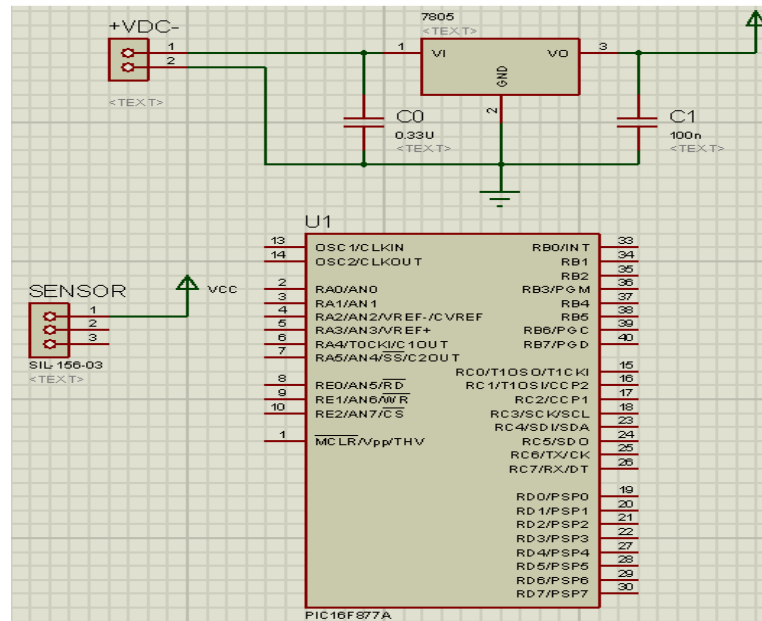 +VDC-
1
2
<TEXT>
7805
<TEXT>
1
VI
VO
3
GND
2
C0
0.33U
<TEXT>
C1
100n
<TEXT>
SENSOR
1
2
3
SIL-156-03
<TEXT>
VCC
U1
13 OSC1/CLKIN
14 OSC2/CLKOUT
2 RA0/AN0
3 RA1/AN1
4 RA2/AN2/VREF-/CVREF
5 RA3/AN3/VREF+
6 RA4/T0CKI/C1OUT
7 RA5/AN4/SS/C2OUT
8 RE0/AN5/RD
9 RE1/AN6/WR
10 RE2/AN7/CS
1 MCLR/Vpp/THV
RB0/INT 33
RB1 34
RB2 35
RB3/PGM 36
RB4 37
RB5 38
RB6/PGC 39
RB7/PGD 40
RC0/T1OSO/T1CKI 15
RC1/T1OSI/CCP2 16
RC2/CCP1 17
RC3/SCK/SCL 18
RC4/SDI/SDA 23
RC5/SDO 24
RC6/TX/CK 25
RC7/RX/DT 26
RD0/PSP0 19
RD1/PSP1 20
RD2/PSP2 21
RD3/PSP3 22
RD4/PSP4 27
RD5/PSP5 28
RD6/PSP6 29
RD7/PSP7 30
PIC16F877A